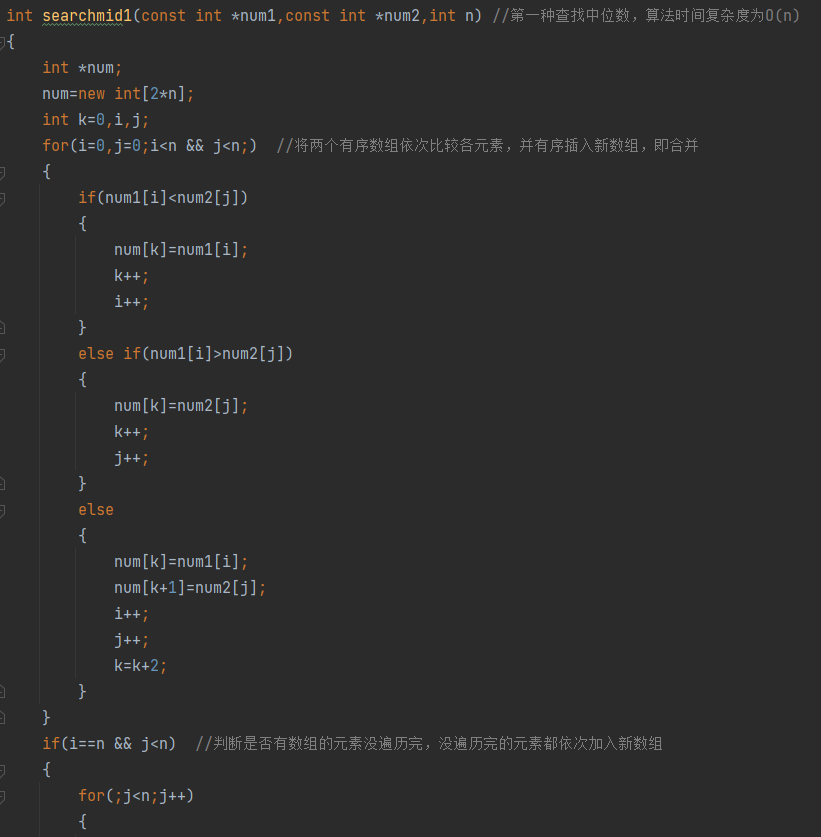 int searchmid1(const int *num1,const int *num2,int n) //第一种查找中位数，算法时间复杂度为O(n)
{
    int *num;
    num=new int[2*n];
    int k=0,i,j;
    for(i=0,j=0;i<n && j<n;)  //将两个有序数组依次比较各元素，并有序插入新数组，即合并
    {
        if(num1[i]<num2[j])
        {
            num[k]=num1[i];
            k++;
            i++;
        }
        else if(num1[i]>num2[j])
        {
            num[k]=num2[j];
            k++;
            j++;
        }
        else
        {
            num[k]=num1[i];
            num[k+1]=num2[j];
            i++;
            j++;
            k=k+2;
        }
    }
    if(i==n && j<n)  //判断是否有数组的元素没遍历完，没遍历完的元素都依次加入新数组
    {
        for(;j<n;j++)
        {